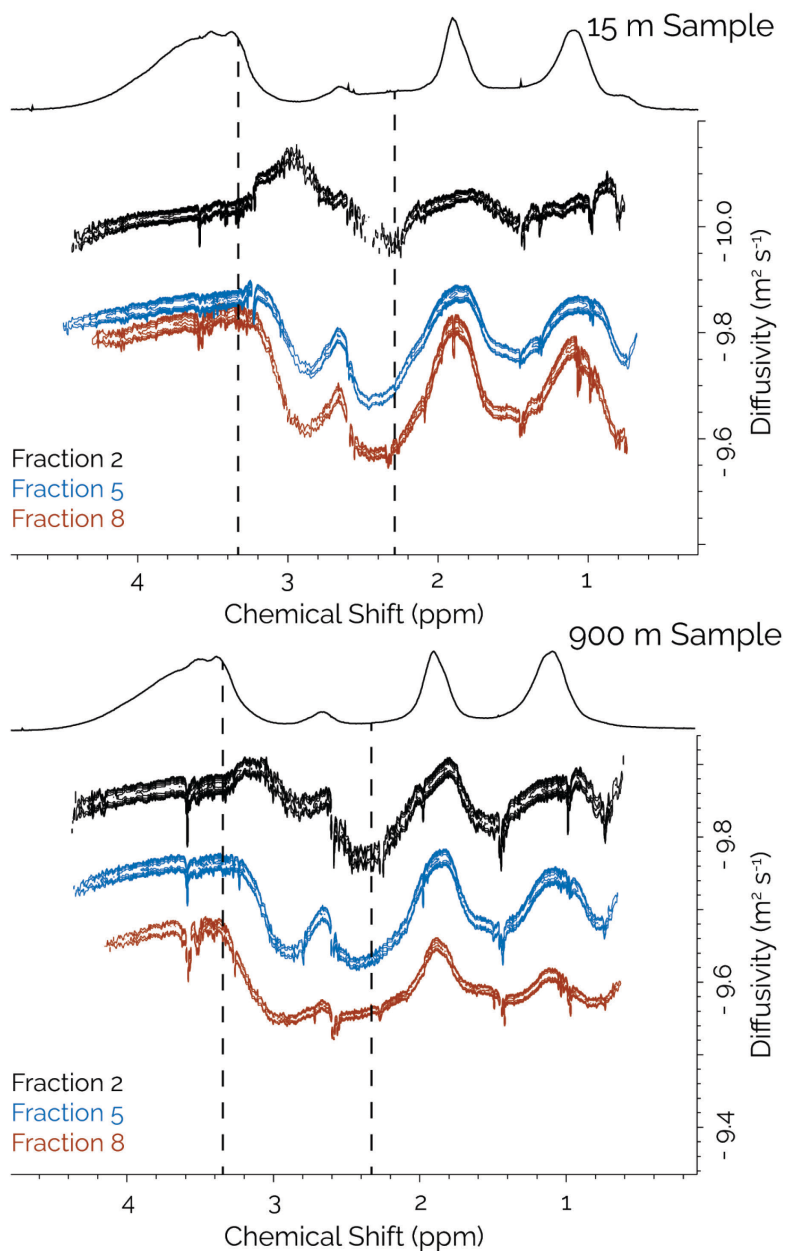 15 m Sample
- 10.0
- 9.8
- 9.6
Diffusivity (m² s⁻¹)
Fraction 2
Fraction 5
Fraction 8
4 3 2 1
Chemical Shift (ppm)
900 m Sample
- 9.8
- 9.6
- 9.4
Diffusivity (m² s⁻¹)
Fraction 2
Fraction 5
Fraction 8
4 3 2 1
Chemical Shift (ppm)